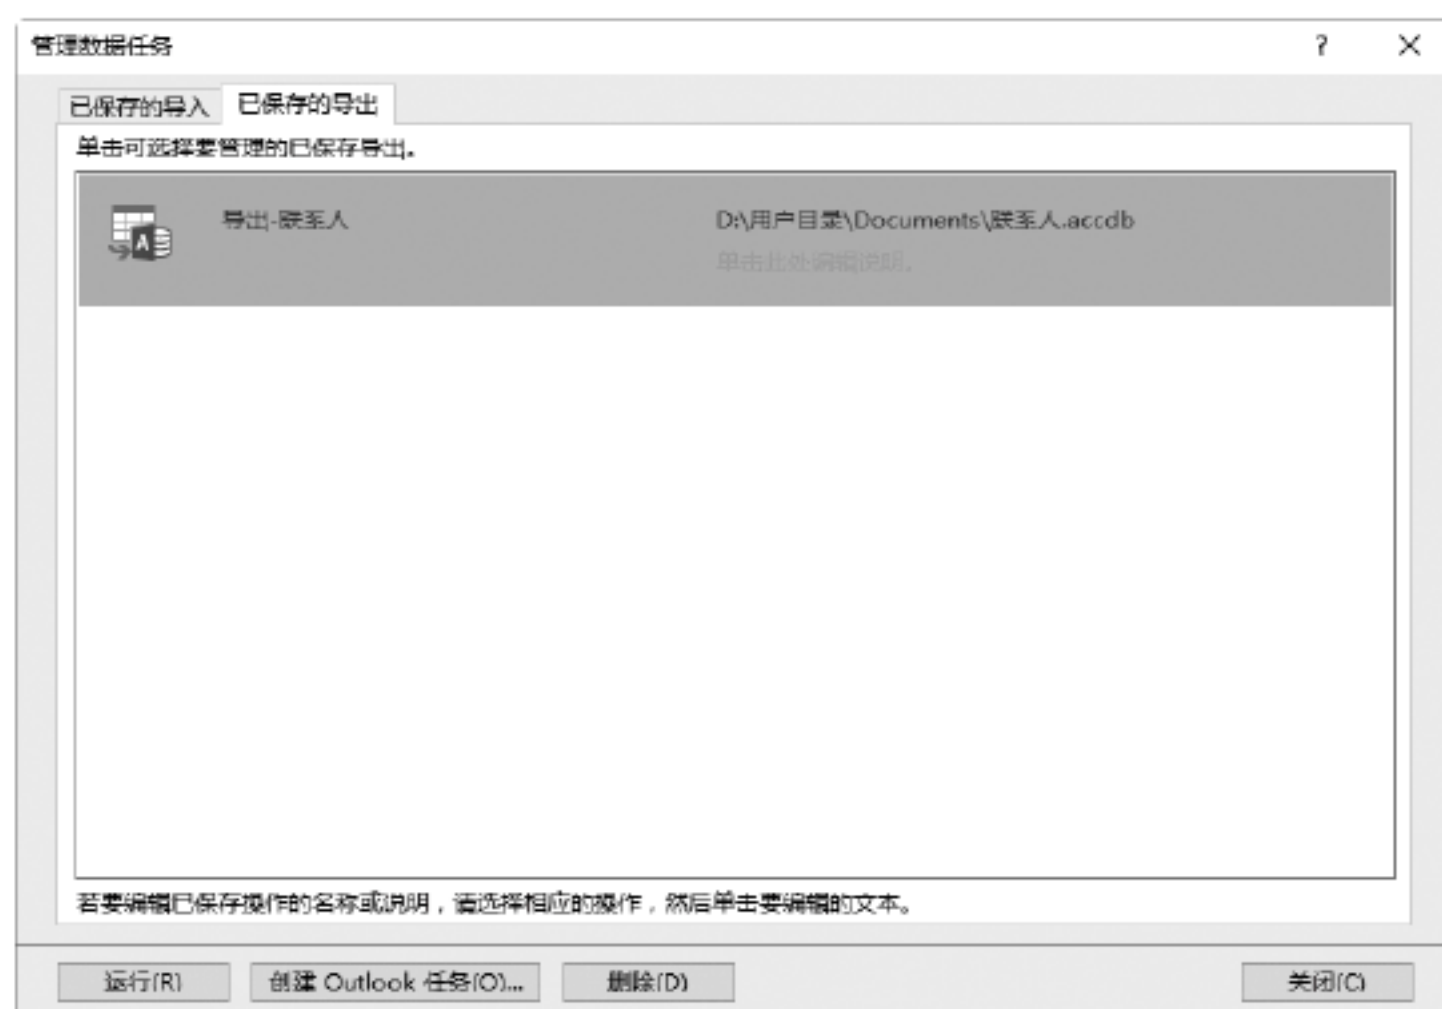 管理数据任务 ?
已保存的导入 已保存的导出
单击可选择要管理的已保存导出。
导出-联系人 D:\用户目录\Documents\联系人.accdb
单击此处编辑说明。
若要编辑已保存操作的名称或说明，请选择相应的操作，然后单击要编辑的文本。
运行(R) 创建 Outlook 任务(O)... 删除(D) 关闭(C)